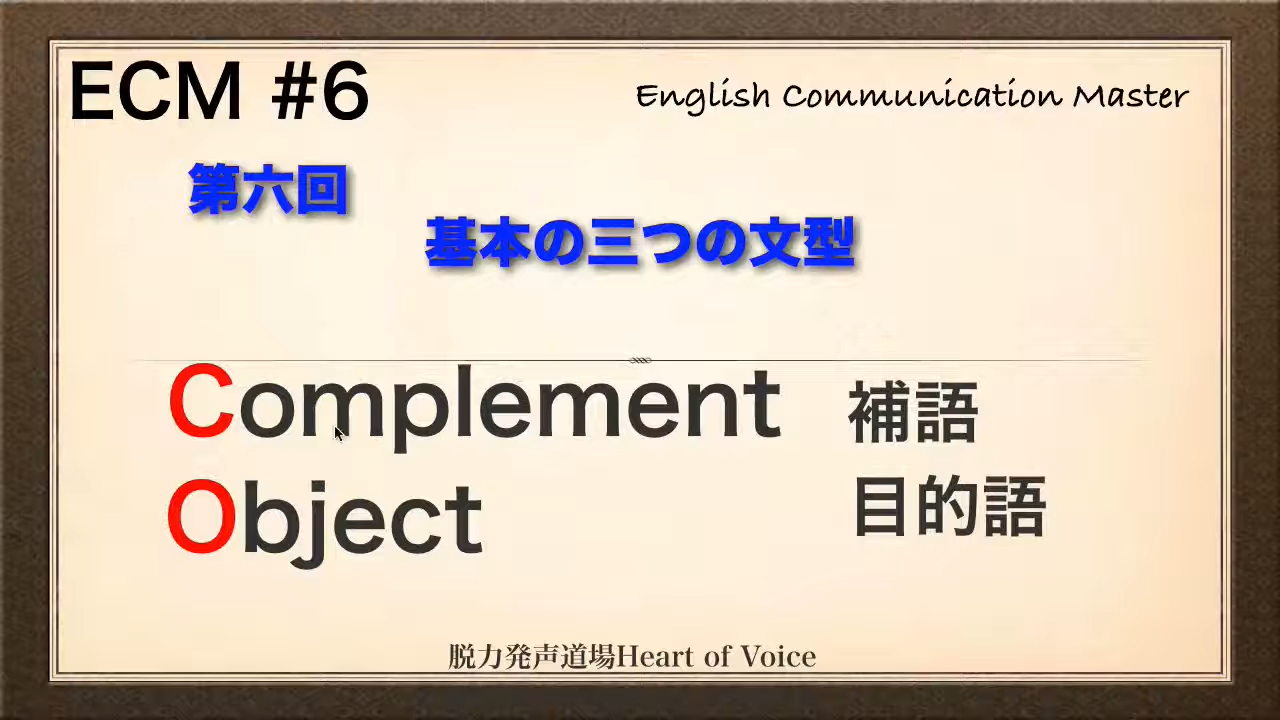 ECM #6
English Communication Master
第六回
基本の三つの文型
Complement 補語
Object 目的語
脱力発声道場Heart of Voice